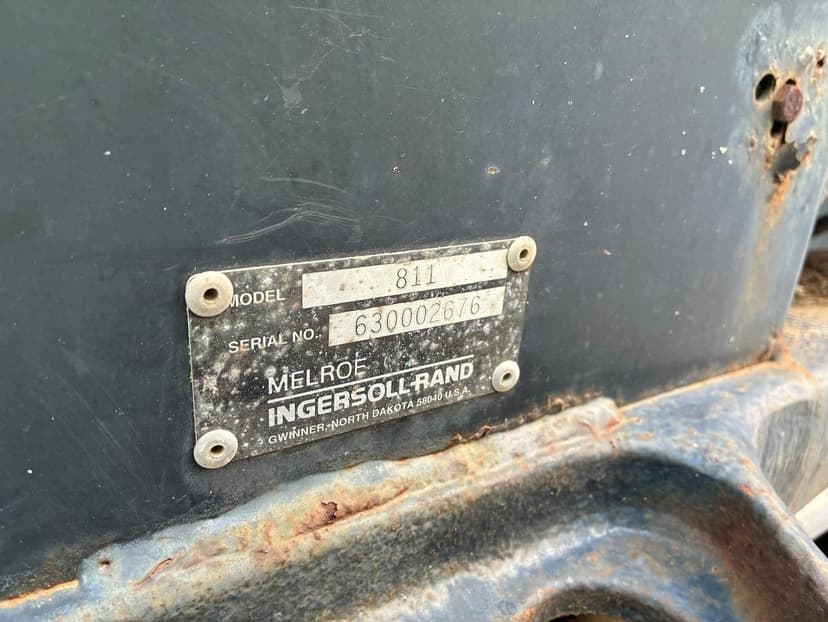 MODEL 811
SERIAL NO. 630002676
MELROE
INGERSOLL-RAND
GWINNER, NORTH DAKOTA 58040 U.S.A.